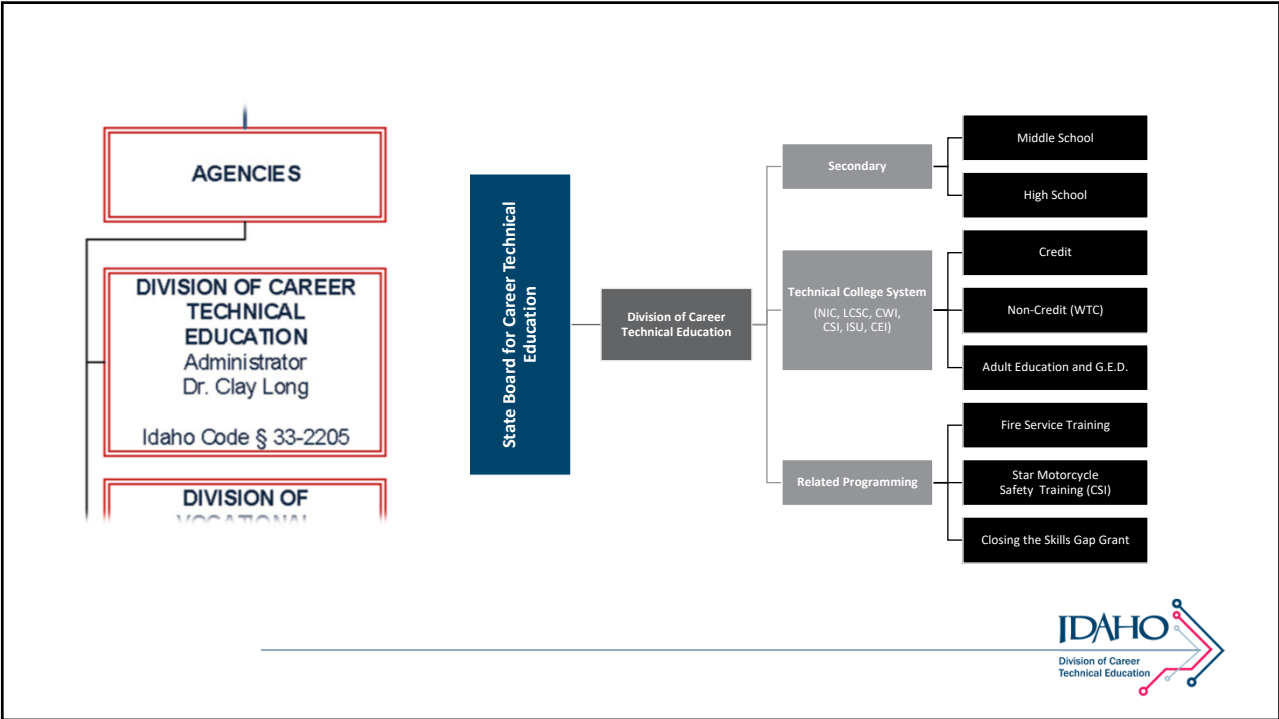 AGENCIES
DIVISION OF CAREER
TECHNICAL
EDUCATION
Administrator
Dr. Clay Long
Idaho Code § 33-2205
DIVISION OF
VOCATIONAL
State Board for Career Technical
Education
Division of Career
Technical Education
Secondary
Technical College System
(NIC, LCSC, CWI,
CSI, ISU, CEI)
Related Programming
Middle School
High School
Credit
Non-Credit (WTC)
Adult Education and G.E.D.
Fire Service Training
Star Motorcycle
Safety Training (CSI)
Closing the Skills Gap Grant
IDAHO
Division of Career
Technical Education